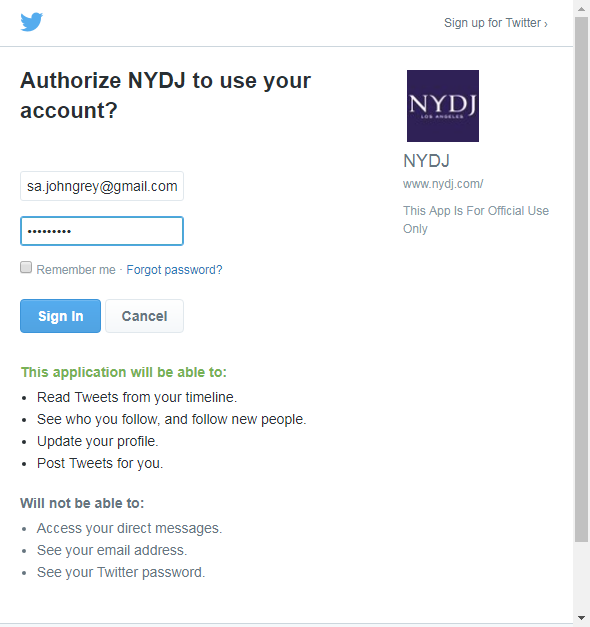 Sign up for Twitter ›
Authorize NYDJ to use your
account?
sa.johngrey@gmail.com
•••••••••
Remember me · Forgot password?
Sign In
Cancel
This application will be able to:
• Read Tweets from your timeline.
• See who you follow, and follow new people.
• Update your profile.
• Post Tweets for you.
Will not be able to:
• Access your direct messages.
• See your email address.
• See your Twitter password.
NYDJ
LOS ANGELES
NYDJ
www.nydj.com/
This App Is For Official Use
Only